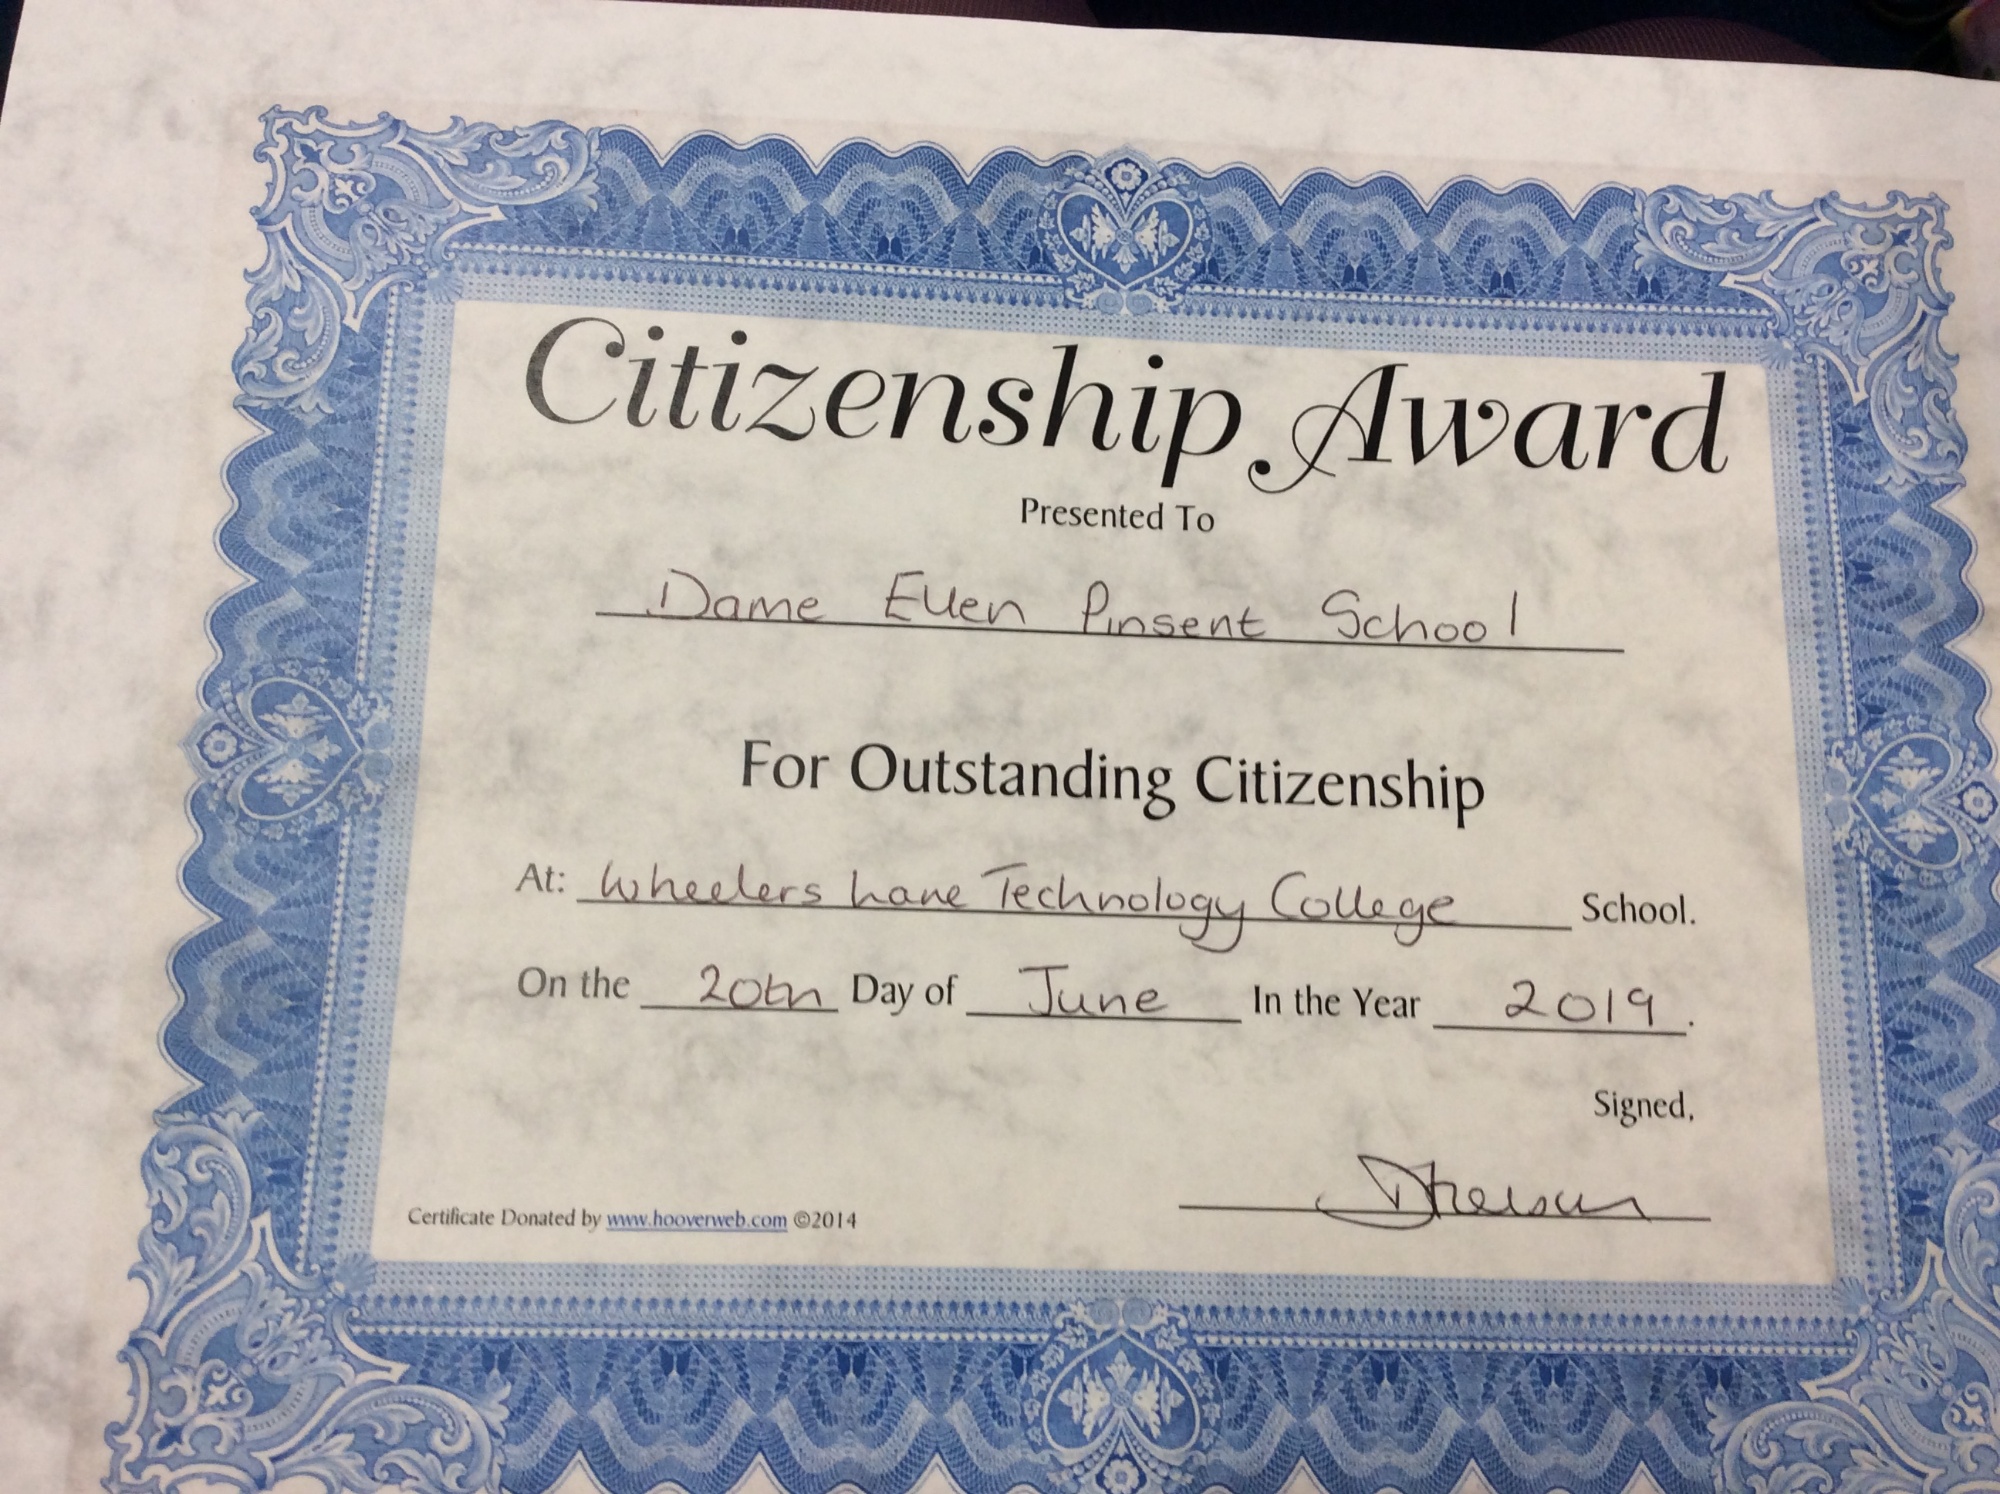 Citizenship Award
Presented To
Dame Ellen Pinsent School
For Outstanding Citizenship
At: Wheelers Lane Technology College School.
On the 20th Day of June In the Year 2019.
Signed,
Certificate Donated by www.hooverweb.com ©2014